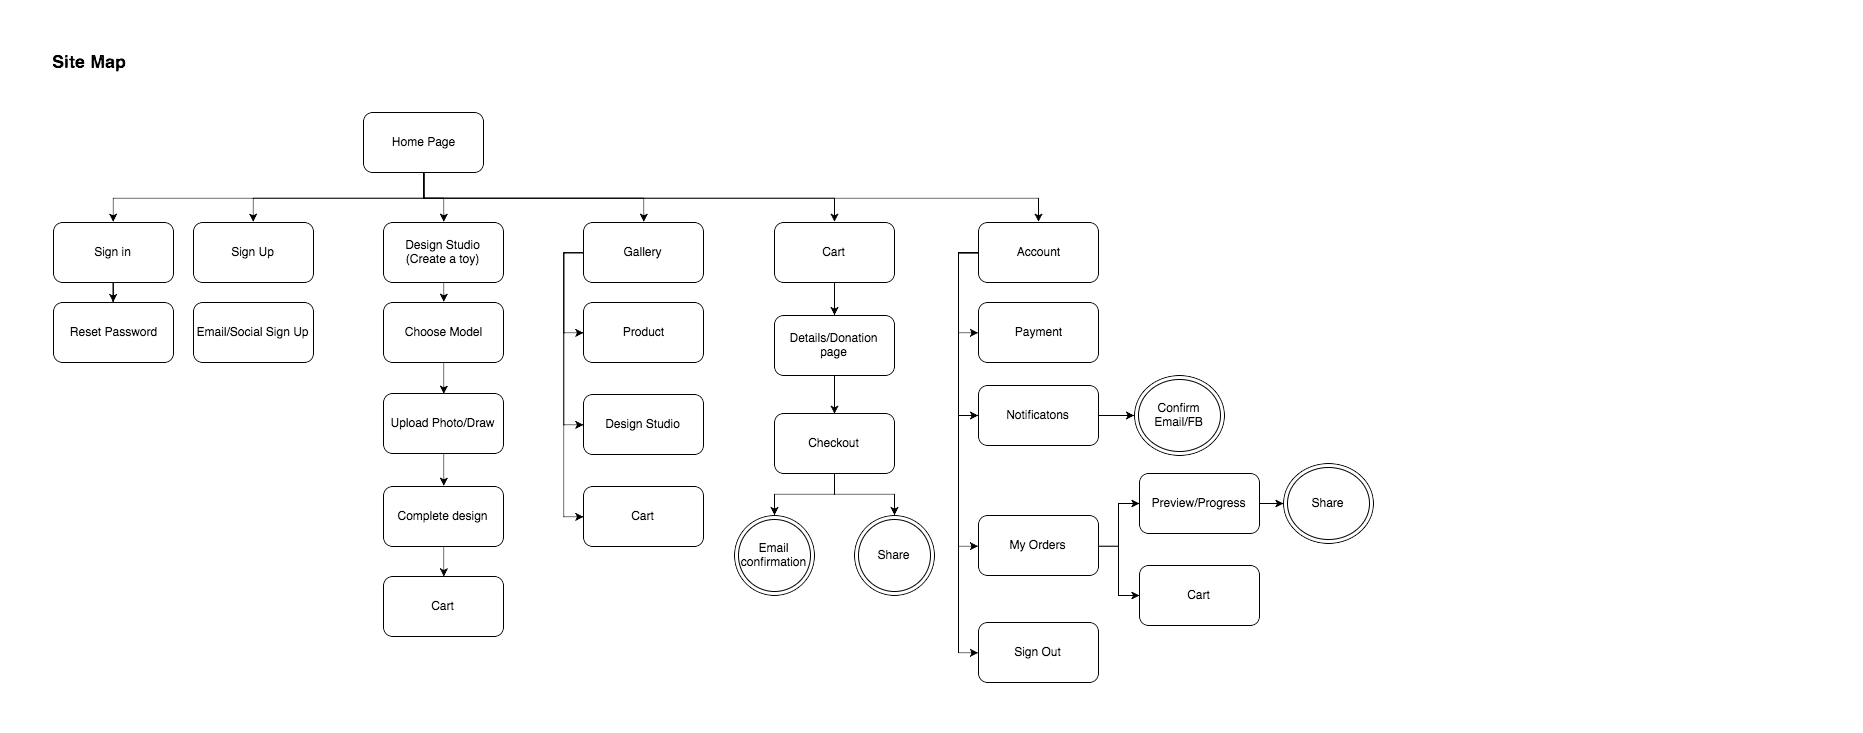 Site Map
Home Page
Sign in
Sign Up
Design Studio
(Create a toy)
Gallery
Cart
Account
Reset Password
Email/Social Sign Up
Choose Model
Product
Details/Donation
page
Payment
Upload Photo/Draw
Design Studio
Checkout
Notificatons
Confirm
Email/FB
Complete design
Cart
Email
confirmation
Share
My Orders
Preview/Progress
Share
Cart
Cart
Sign Out